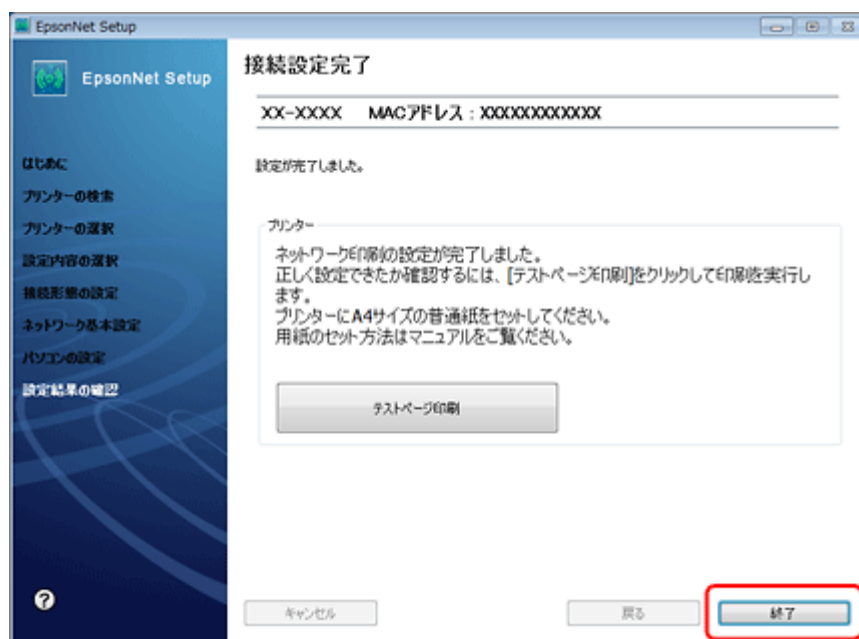 EpsonNet Setup
EpsonNet Setup
はじめに
プリンターの検索
プリンターの選択
設定内容の選択
接続形態の設定
ネットワーク基本設定
パソコンの設定
設定結果の確認
接続設定完了
XX-XXXX MACアドレス：XXXXXXXXXXXX
設定が完了しました。
プリンター
ネットワーク印刷の設定が完了しました。
正しく設定できたか確認するには、[テストページ印刷]をクリックして印刷を実行し
ます。
プリンターにA4サイズの普通紙をセットしてください。
用紙のセット方法はマニュアルをご覧ください。
テストページ印刷
?
キャンセル
戻る
終了